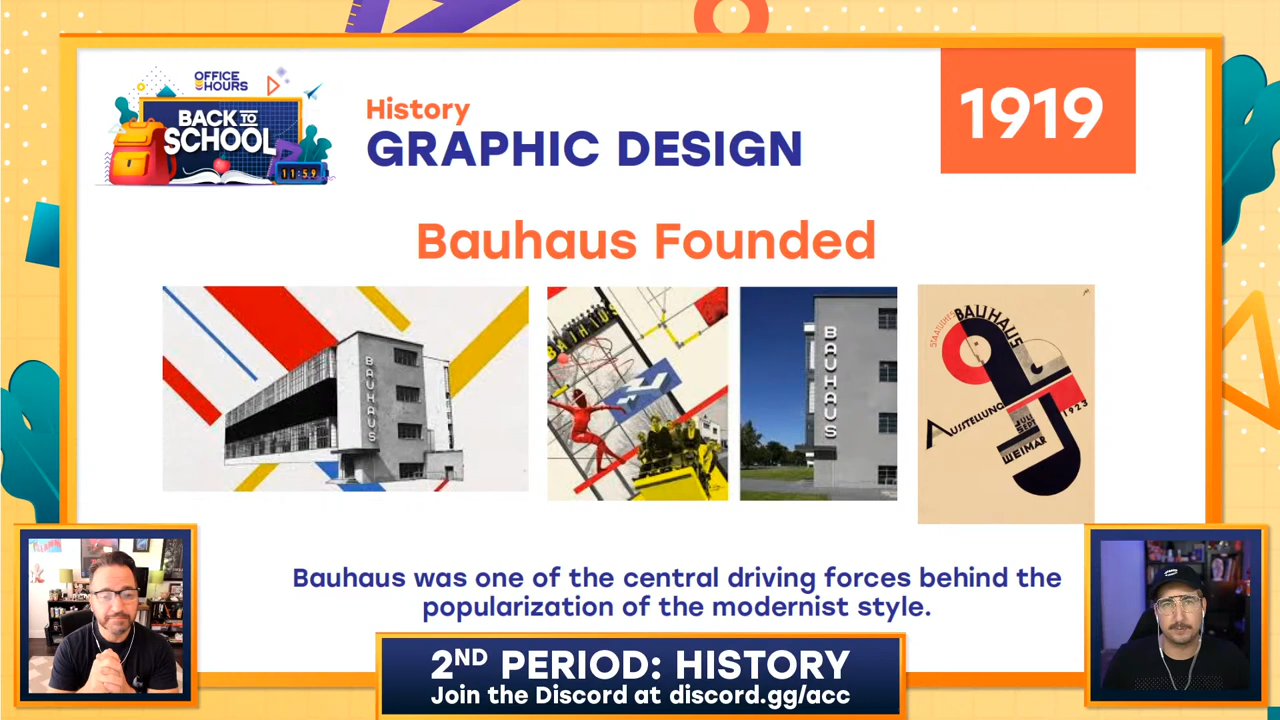 OFFICE
HOURS
BACK TO
SCHOOL
11:59
History
GRAPHIC DESIGN
1919
Bauhaus Founded
BAUHAUS
BAUHAUS
STAATLICHES
BAUHAUS
AUSSTELLUNG
1923
JULI
SEPT
WEIMAR
Bauhaus was one of the central driving forces behind the
popularization of the modernist style.
2ND PERIOD: HISTORY
Join the Discord at discord.gg/acc